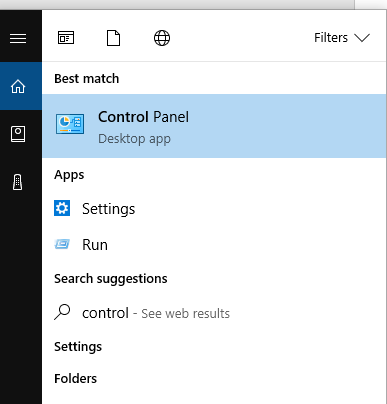 Filters
Best match
Control Panel
Desktop app
Apps
Settings
Run
Search suggestions
control - See web results
Settings
Folders